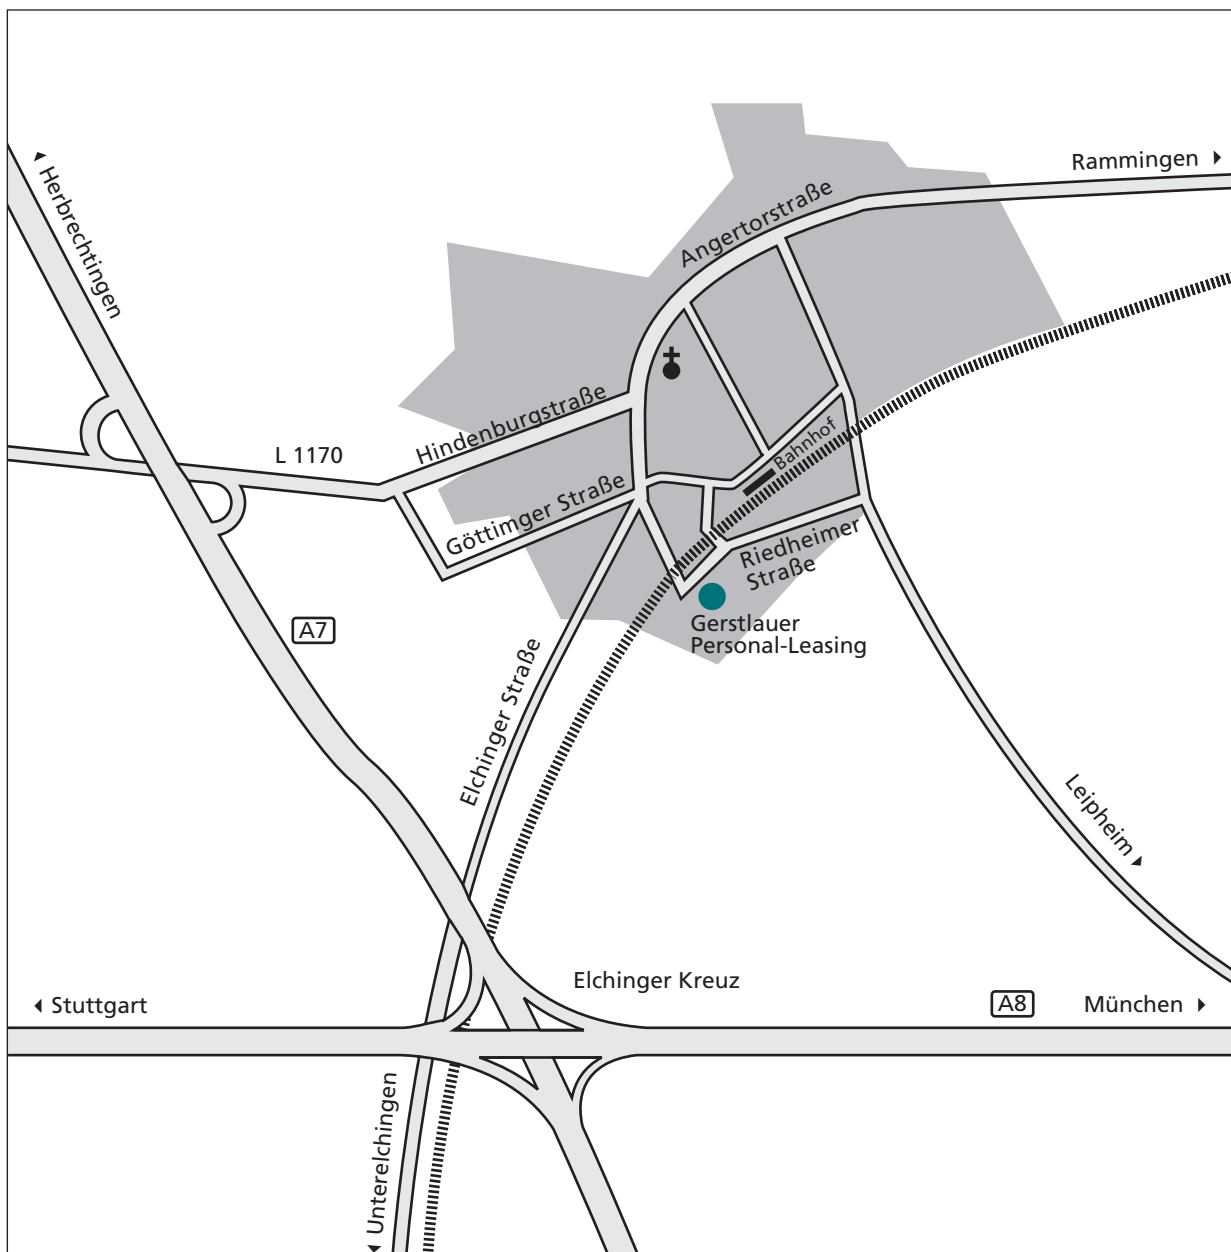 Rammingen
Herbrechtingen
Angertorstraße
Hindenburgstraße
L 1170
Bahnhof
Göttimger Straße
Riedheimer
Straße
Gerstlauer
Personal-Leasing
A7
Elchinger Straße
Leipheim
Elchinger Kreuz
Stuttgart
A8
München
Unterelchingen